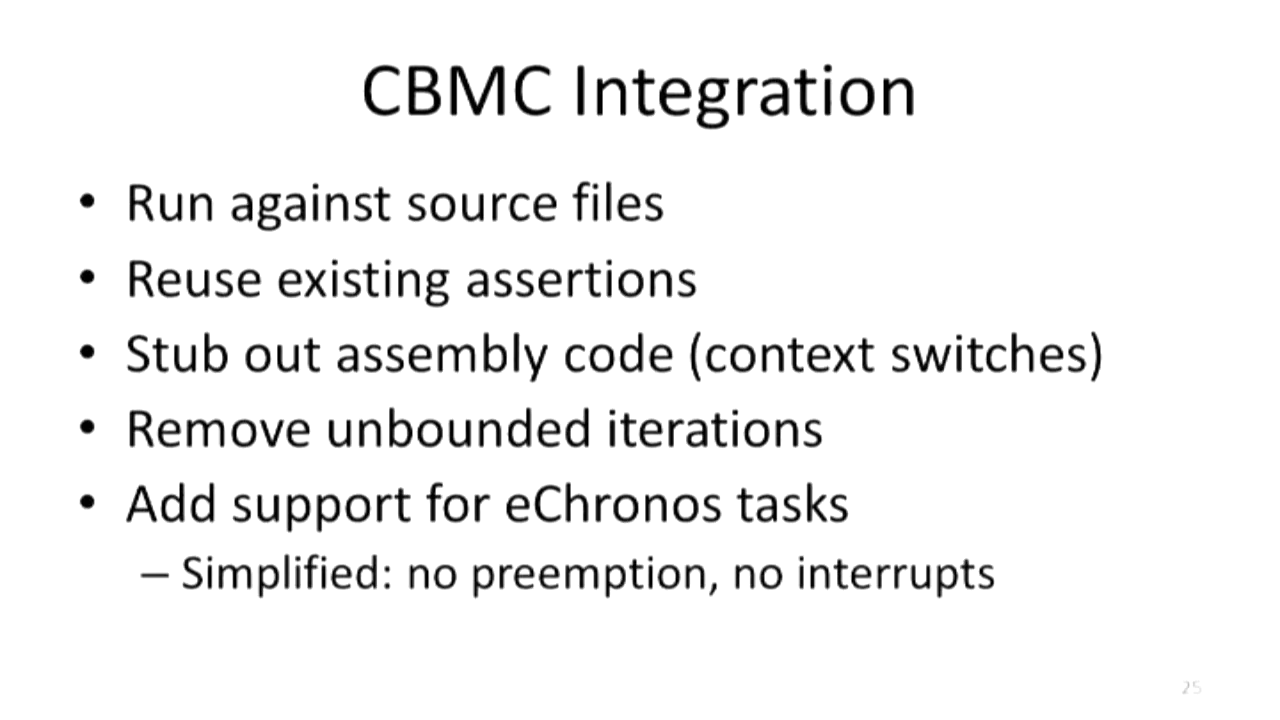 CBMC Integration
• Run against source files
• Reuse existing assertions
• Stub out assembly code (context switches)
• Remove unbounded iterations
• Add support for eChronos tasks
– Simplified: no preemption, no interrupts
25